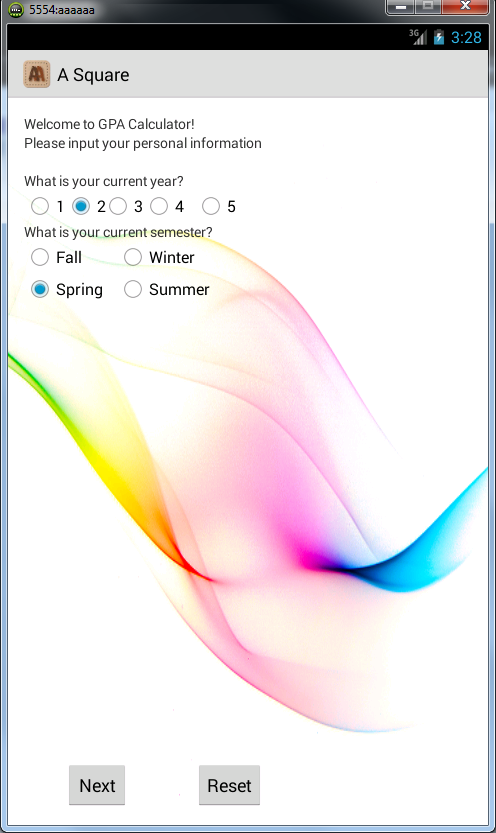 5554:aaaaaa
3G 3:28
A Square
Welcome to GPA Calculator!
Please input your personal information
What is your current year?
1 2 3 4 5
What is your current semester?
Fall Winter
Spring Summer
Next Reset